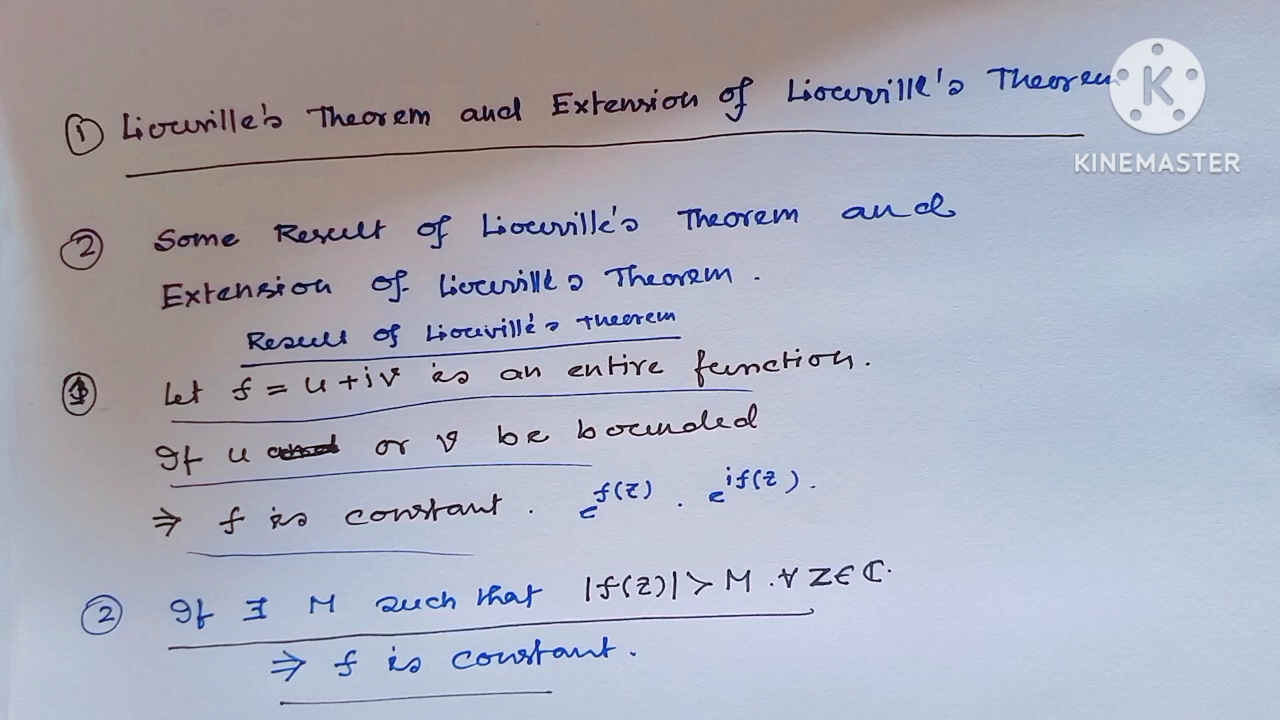 ① Liouville's Theorem and Extension of Liouville's Theorem
K
KINEMASTER
② Some Result of Liouville's Theorem and
Extension of Liouville's Theorem.
Result of Liouville's theorem
① Let f = u + iv is an entire function.
If u or v be bounded
⇒ f is constant. e^f(z). e^if(z).
② If ∃ M such that |f(z)| > M. ∀ z∈ ℂ.
⇒ f is constant.